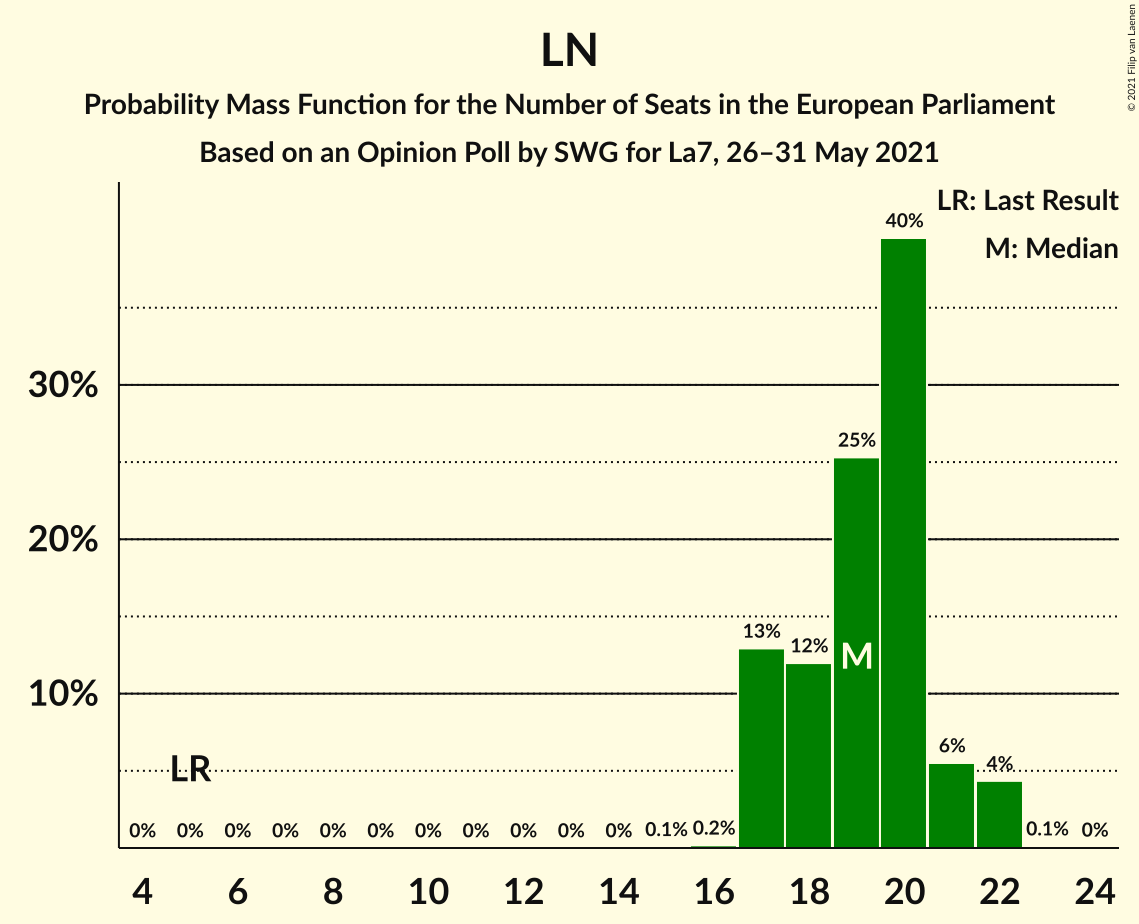 LN
Probability Mass Function for the Number of Seats in the European Parliament
Based on an Opinion Poll by SWG for La7, 26–31 May 2021
© 2021 Filip van Laenen
LR: Last Result
M: Median
40%
30%
25%
20%
13%
12%
M
10%
6%
4%
LR
0% 0% 0% 0% 0% 0% 0% 0% 0% 0% 0% 0.1% 0.2% 0.1% 0%
4 6 8 10 12 14 16 18 20 22 24